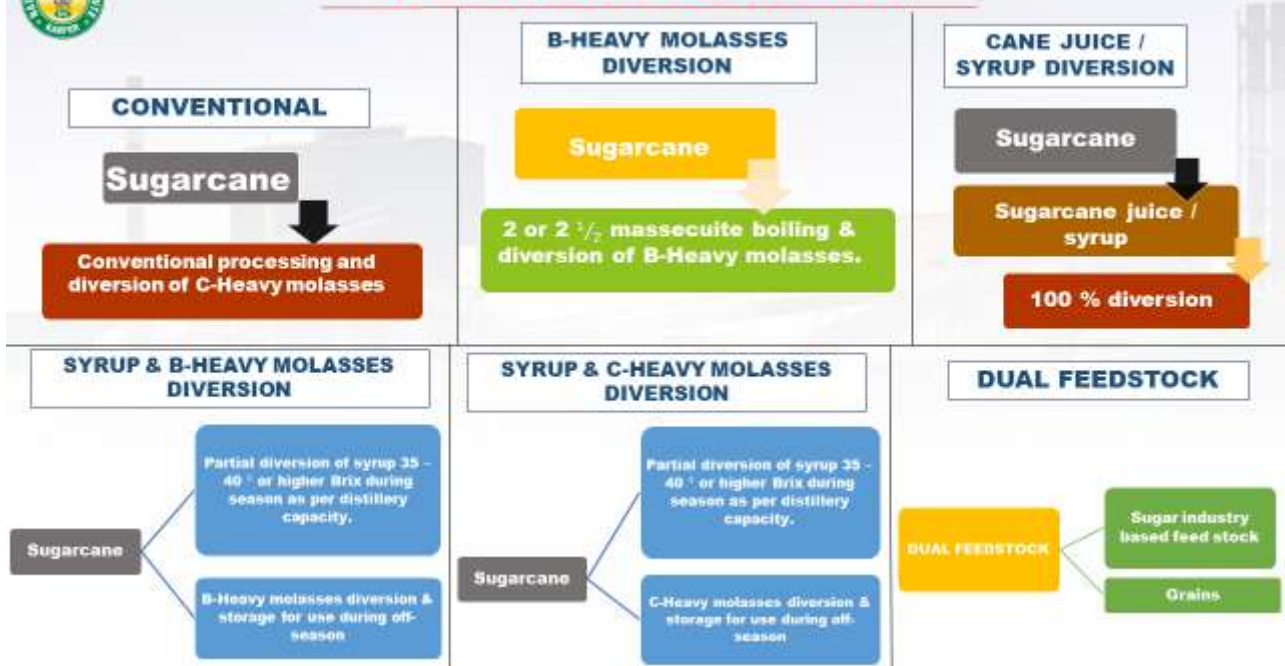 CONVENTIONAL
Sugarcane
Conventional processing and
diversion of C-Heavy molasses
B-HEAVY MOLASSES
DIVERSION
Sugarcane
2 or 2 ½ massecuite boiling &
diversion of B-Heavy molasses.
CANE JUICE /
SYRUP DIVERSION
Sugarcane
Sugarcane juice /
syrup
100 % diversion
SYRUP & B-HEAVY MOLASSES
DIVERSION
Sugarcane
Partial diversion of syrup 35 –
40 ° or higher Brix during
season as per distillery
capacity.
B-Heavy molasses diversion &
storage for use during off-
season
SYRUP & C-HEAVY MOLASSES
DIVERSION
Sugarcane
Partial diversion of syrup 35 –
40 ° or higher Brix during
season as per distillery
capacity.
C-Heavy molasses diversion &
storage for use during off-
season
DUAL FEEDSTOCK
DUAL FEEDSTOCK
Sugar industry
based feed stock
Grains